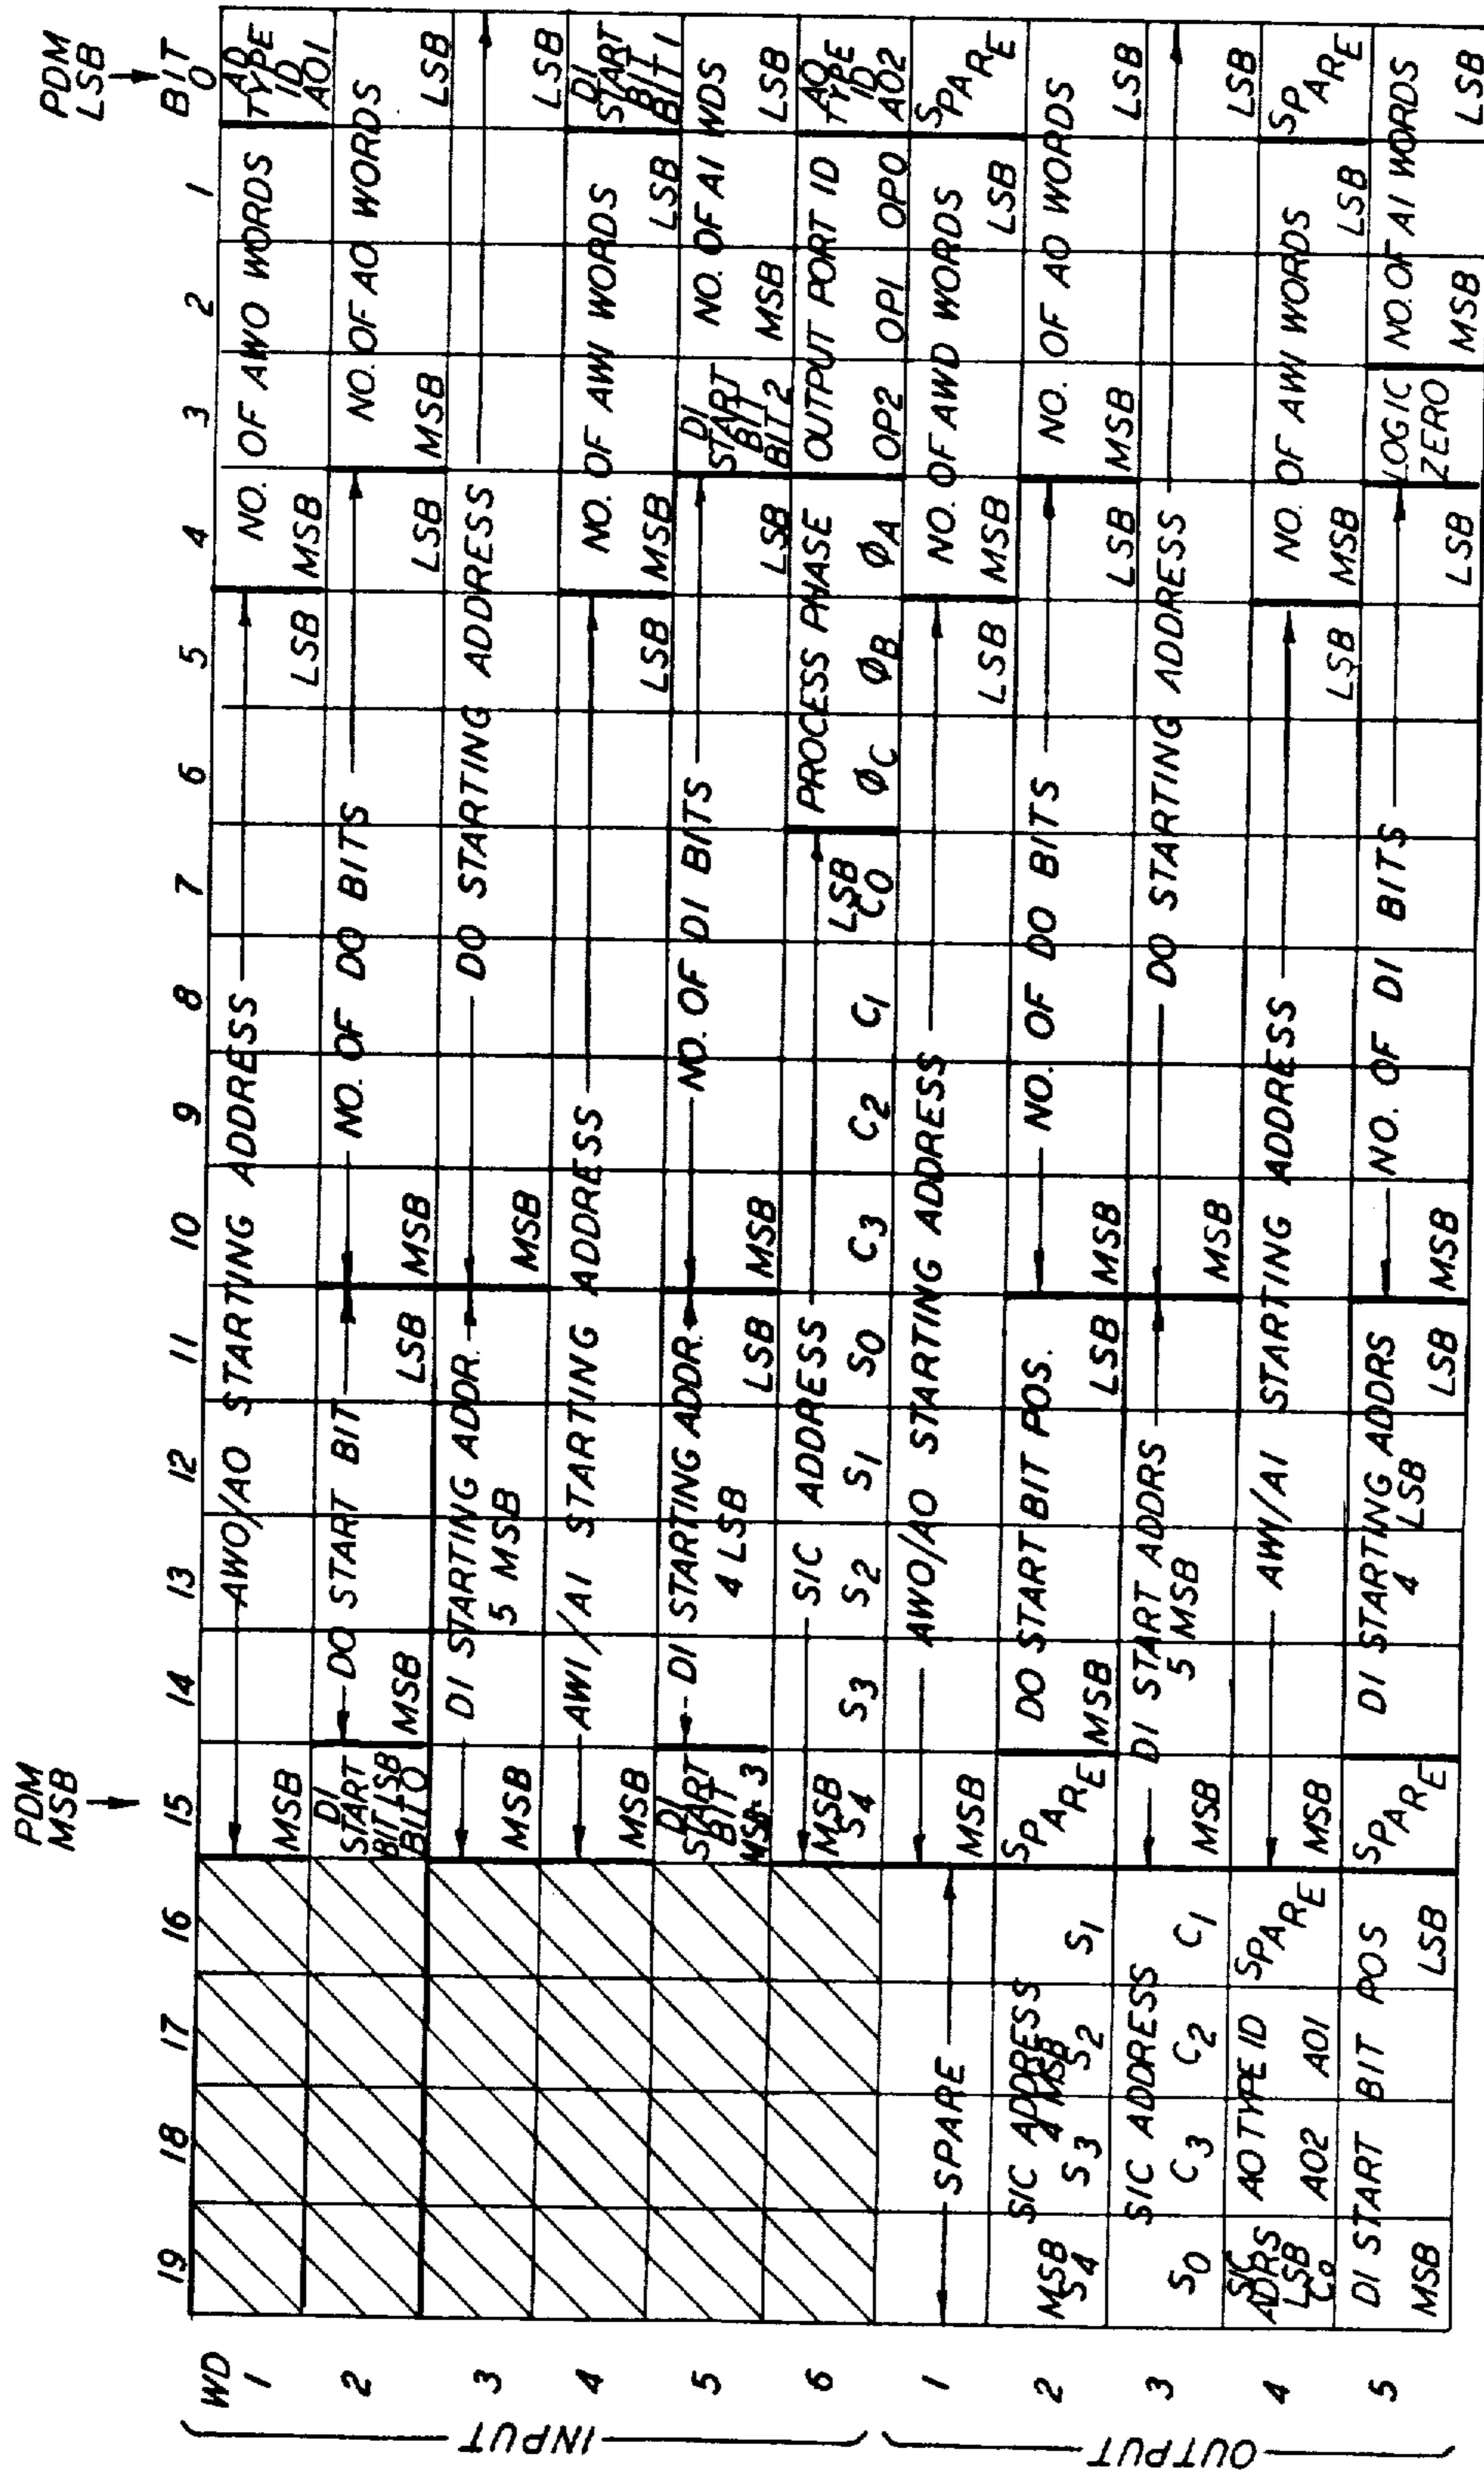 PDM MSB
PDM LSB
19 18 17 16 15 14 13 12 11 10 9 8 7 6 5 4 3 2 1 BIT 0
INPUT
WD 1
MSB AWO/AO STARTING ADDRESS LSB
MSB NO. OF AWO WORDS
TYPE ID AO1
2
DI START BIT LSB BIT 0
MSB DO START BIT LSB
MSB NO. OF DO BITS LSB
MSB NO. OF AO WORDS LSB
3
MSB DI STARTING ADDR. 5 MSB
MSB DO STARTING ADDRESS LSB
4
MSB AWI/AI STARTING ADDRESS LSB
MSB NO. OF AW WORDS LSB
DI START BIT BIT 1
5
DI START BIT 3
DI STARTING ADDR. 4 LSB LSB
MSB NO. OF DI BITS LSB
DI START BIT BIT 2
NO. OF AI WDS MSB LSB
6
SIC ADDRESS
MSB S4 S3 S2 S1 S0 C3 C2 C1 LSB C0
PROCESS PHASE
ØC ØB ØA
OUTPUT PORT ID
OP2 OP1 OP0
AO TYPE ID AO2
OUTPUT
1
SPARE
MSB AWO/AO STARTING ADDRESS LSB
MSB NO. OF AWD WORDS LSB
SPARE
2
SIC ADDRESS 4 MSB
MSB S4 S3 S2 S1
SPARE
MSB DO START BIT POS. LSB
MSB NO. OF DO BITS LSB
MSB NO. OF AO WORDS LSB
3
SIC ADDRESS
S0 C3 C2 C1
MSB DI START ADDRS 5 MSB
MSB DO STARTING ADDRESS LSB
4
SIC ADRS LSB C0
AO TYPE ID
AO2 AO1
SPARE
MSB AW/AI STARTING ADDRESS LSB
MSB NO. OF AW WORDS LSB
SPARE
5
MSB DI START BIT POS LSB
SPARE
DI STARTING ADDRS 4 LSB LSB
MSB NO. OF DI BITS LSB
LOGIC ZERO
NO. OF AI WORDS MSB LSB